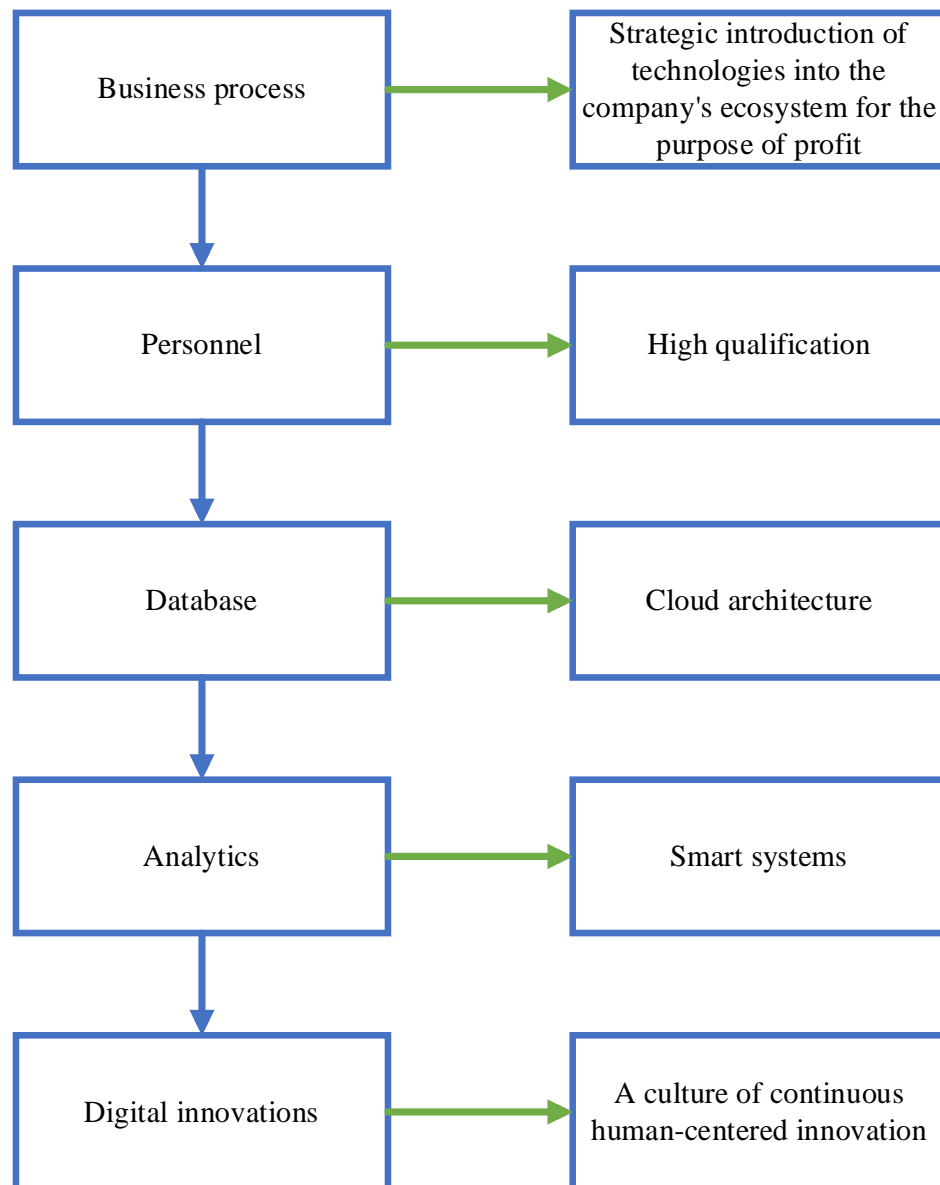 Business process
Strategic introduction of
technologies into the
company's ecosystem for the
purpose of profit
Personnel
High qualification
Database
Cloud architecture
Analytics
Smart systems
Digital innovations
A culture of continuous
human-centered innovation